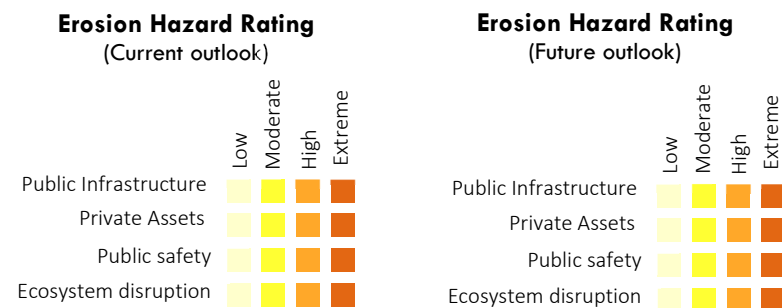 Erosion Hazard Rating
(Current outlook)
Low
Moderate
High
Extreme
Public Infrastructure
Private Assets
Public safety
Ecosystem disruption
Erosion Hazard Rating
(Future outlook)
Low
Moderate
High
Extreme
Public Infrastructure
Private Assets
Public safety
Ecosystem disruption